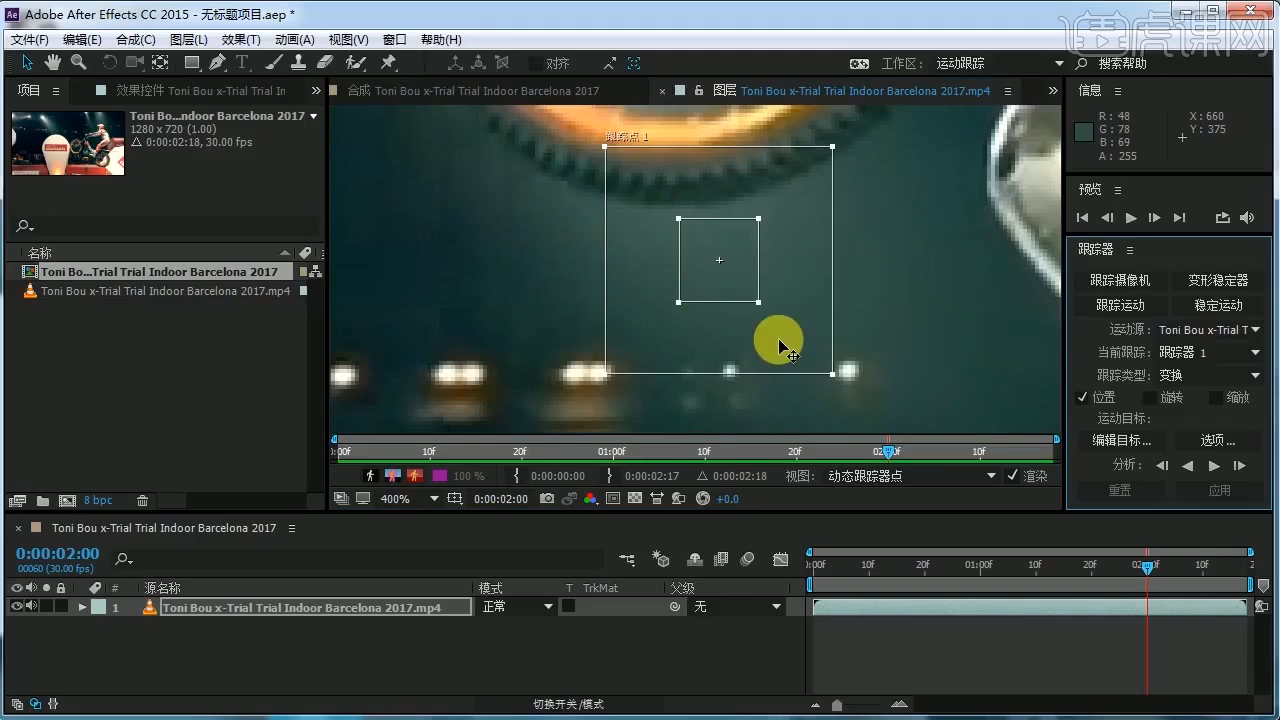 Adobe After Effects CC 2015 - 无标题项目.aep *
虎课网
文件(F) 编辑(E) 合成(C) 图层(L) 效果(T) 动画(A) 视图(V) 窗口 帮助(H)
对齐 工作区: 运动跟踪 搜索帮助
项目 效果控件 Toni Bou x-Trial Trial In
合成 Toni Bou x-Trial Trial Indoor Barcelona 2017
图层 Toni Bou x-Trial Trial Indoor Barcelona 2017.mp4
信息
Toni Bou...ndoor Barcelona 2017
1280 x 720 (1.00)
Δ 0:00:02:18, 30.00 fps
R: 48
G: 78
B: 69
A: 255
X: 660
Y: 375
跟踪点 1
预览
名称
Toni Bo...Trial Trial Indoor Barcelona 2017
Toni Bou x-Trial Trial Indoor Barcelona 2017.mp4
跟踪器
跟踪摄像机 变形稳定器
跟踪运动 稳定运动
运动源: Toni Bou x-Trial T
当前跟踪: 跟踪器 1
跟踪类型: 变换
位置 旋转 缩放
运动目标:
编辑目标... 选项...
分析:
重置 应用
:00f 10f 20f 01:00f 10f 20f 02:00f 10f
100 % 0:00:00:00 0:00:02:17 Δ 0:00:02:18 视图: 动态跟踪器点 渲染
8 bpc
400% 0:00:02:00 +0.0
Toni Bou x-Trial Trial Indoor Barcelona 2017
0:00:02:00
00060 (30.00 fps)
:00f 10f 20f 01:00f 10f 20f 02:00f 10f 2
# 源名称 模式 T TrkMat 父级
1 Toni Bou x-Trial Trial Indoor Barcelona 2017.mp4 正常 无
切换开关/模式